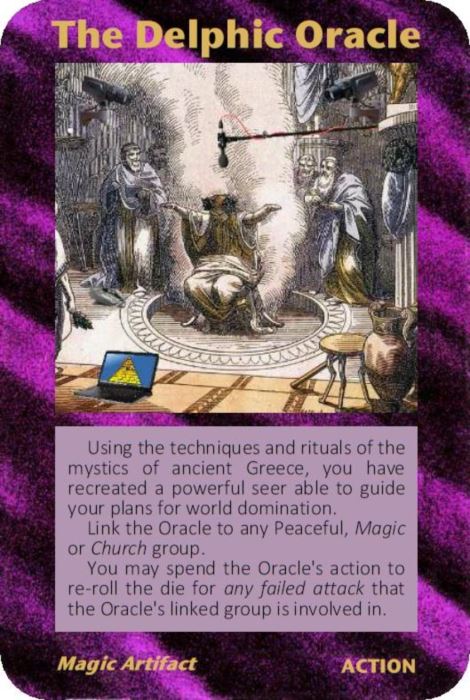 The Delphic Oracle
Using the techniques and rituals of the
mystics of ancient Greece, you have
recreated a powerful seer able to guide
your plans for world domination.
Link the Oracle to any Peaceful, Magic
or Church group.
You may spend the Oracle's action to
re-roll the die for any failed attack that
the Oracle's linked group is involved in.
Magic Artifact
ACTION